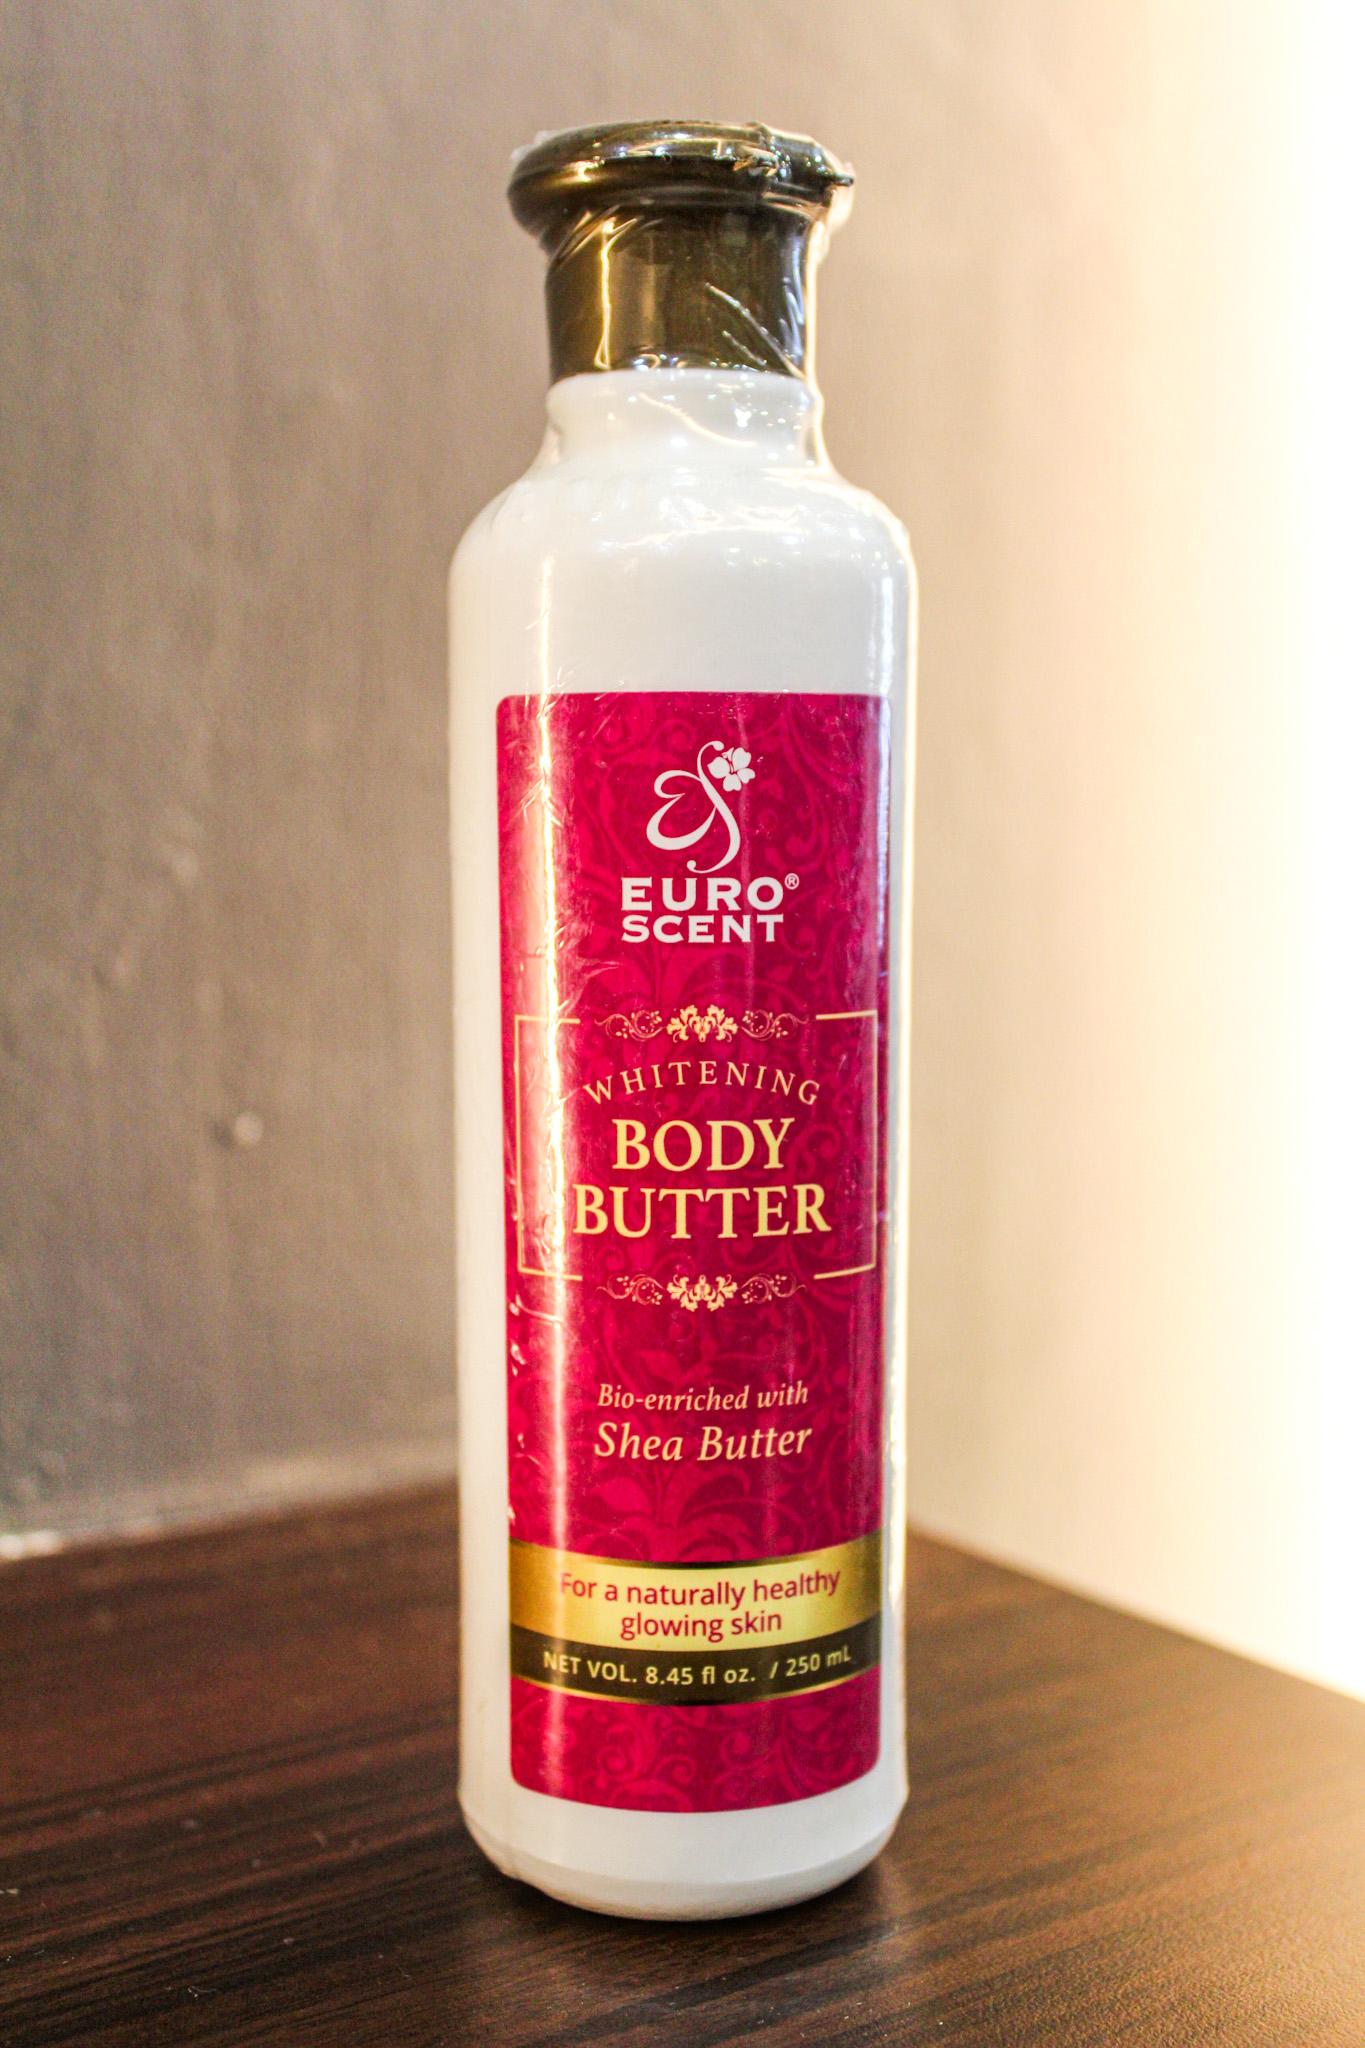 EURO®
SCENT
WHITENING
BODY
BUTTER
Bio-enriched with
Shea Butter
For a naturally healthy
glowing skin
NET VOL. 8.45 fl oz. / 250 mL